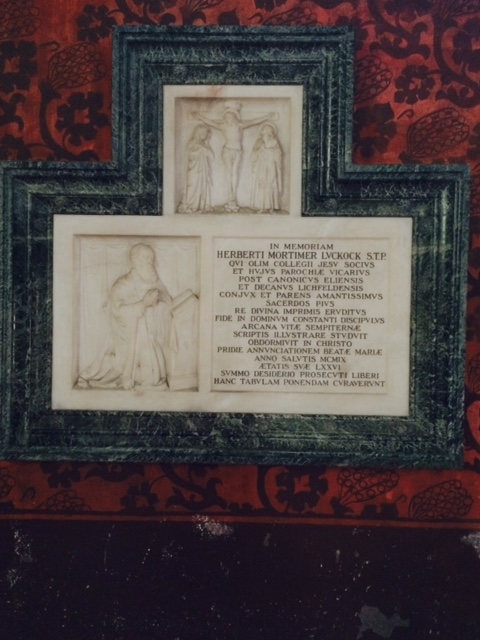 IN MEMORIAM
HERBERTI MORTIMER LVCKOCK S.T.P.
QVI OLIM COLLEGII JESV SOCIVS
ET HVJVS PAROCHIÆ VICARIVS
POST CANONICVS ELIENSIS
ET DECANVS LICHFELDENSIS
CONJVX ET PARENS AMANTISSIMVS
SACERDOS PIVS
RE DIVINA IMPRIMIS ERVDITVS
FIDE IN DOMINVM CONSTANTI DISCIPVLVS
ARCANA VITÆ SEMPITERNÆ
SCRIPTIS ILLVSTRARE STVDVIT
OBDORMIVIT IN CHRISTO
PRIDIE ANNVNCIATIONEM BEATÆ MARIÆ
ANNO SALVTIS MCMIX
ÆTATIS SVÆ LXXVI
SVMMO DESIDERIO PROSECVTI LIBERI
HANC TABVLAM PONENDAM CVRAVERVNT